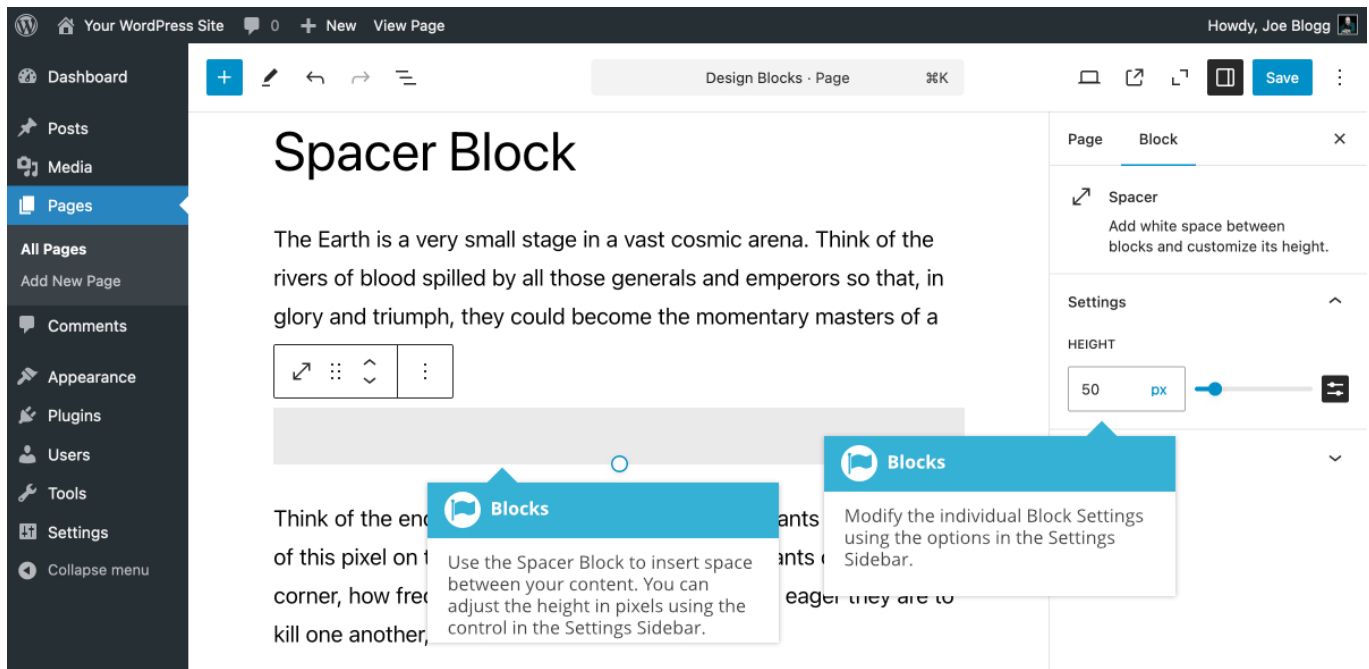 Your WordPress Site 0 New View Page Howdy, Joe Blogg
Dashboard
Posts
Media
Pages
All Pages
Add New Page
Comments
Appearance
Plugins
Users
Tools
Settings
Collapse menu
Design Blocks · Page ⌘K
Save
Spacer Block
The Earth is a very small stage in a vast cosmic arena. Think of the
rivers of blood spilled by all those generals and emperors so that, in
glory and triumph, they could become the momentary masters of a
Think of the
ants
of this pixel on
ants
corner, how
eager they are to
kill one another,
Blocks
Use the Spacer Block to insert space
between your content. You can
adjust the height in pixels using the
control in the Settings Sidebar.
Page Block
Spacer
Add white space between
blocks and customize its height.
Settings
HEIGHT
50 px
Blocks
Modify the individual Block Settings
using the options in the Settings
Sidebar.